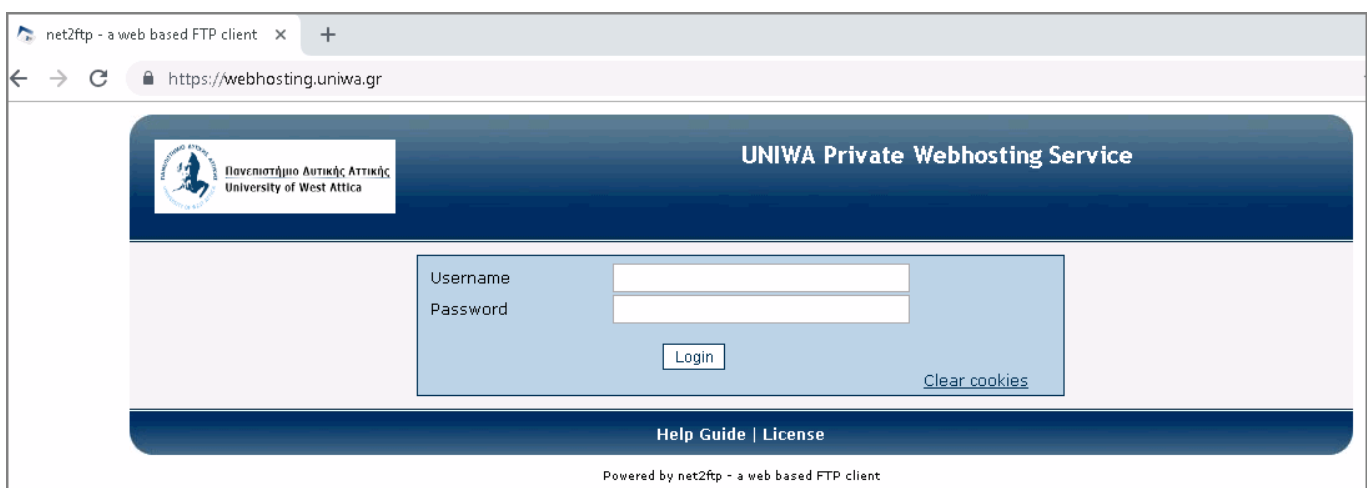 net2ftp - a web based FTP client
https://webhosting.uniwa.gr
UNIWA Private Webhosting Service
Πανεπιστήμιο Δυτικής Αττικής
University of West Attica
Username
Password
Login
Clear cookies
Help Guide | License
Powered by net2ftp - a web based FTP client